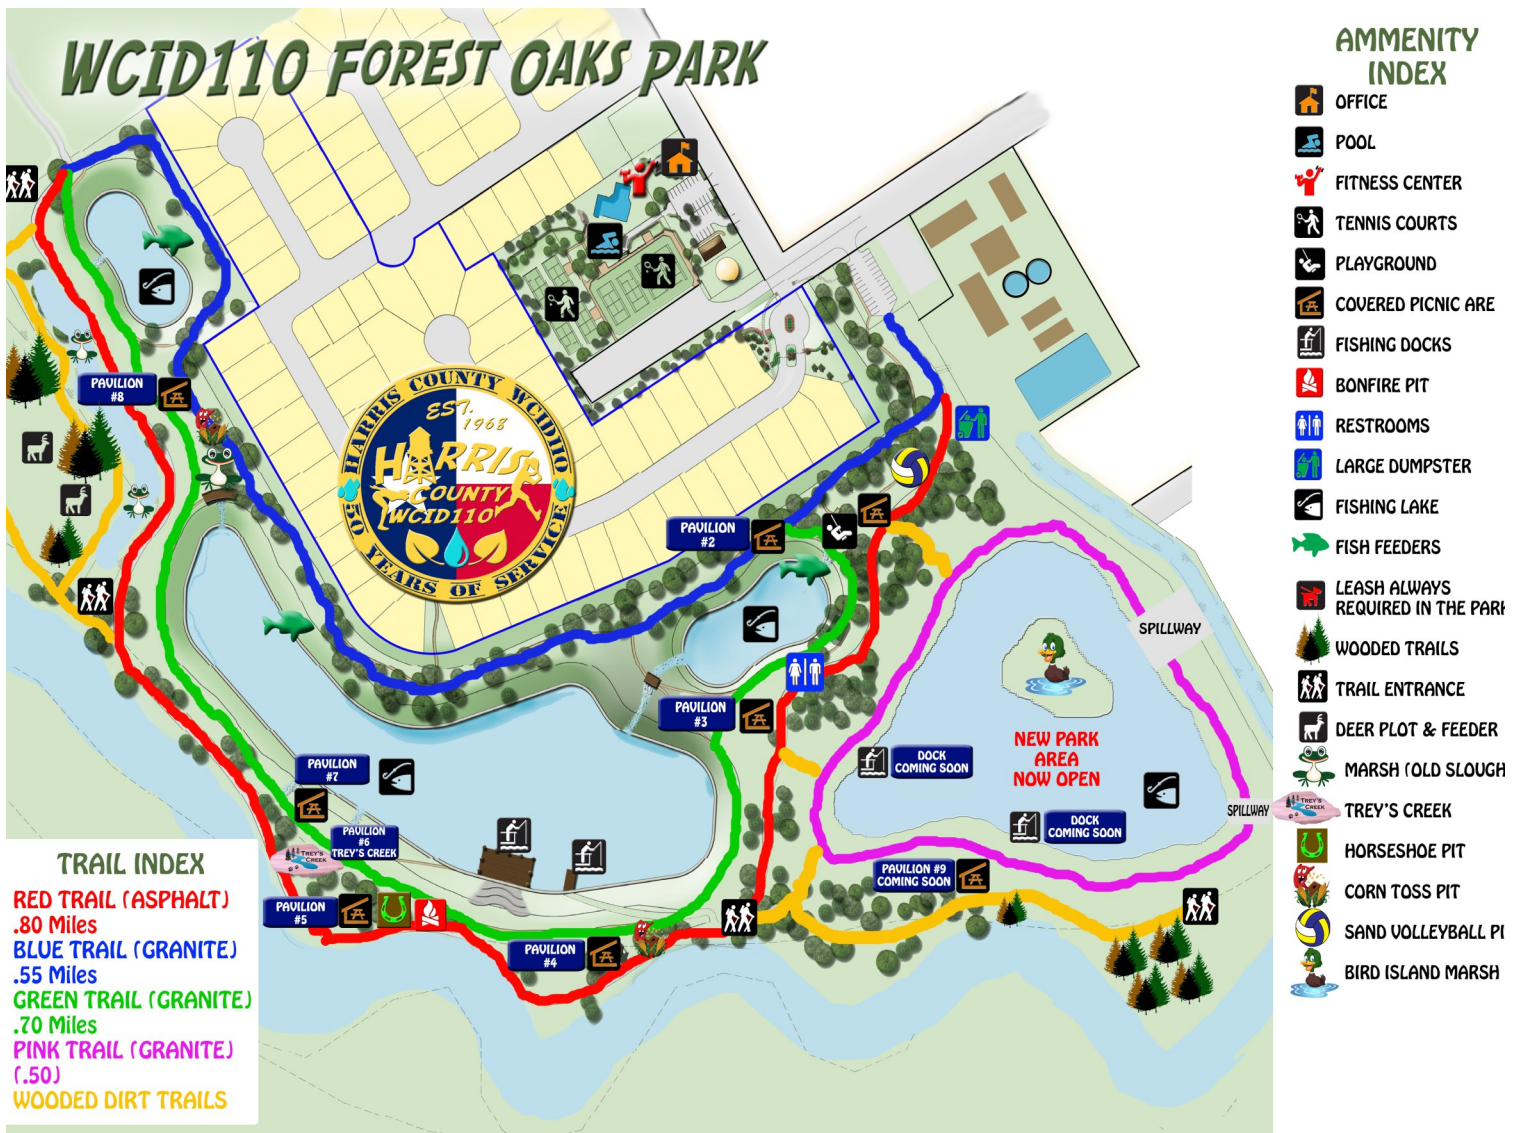 WCID110 FOREST OAKS PARK
AMMENITY
INDEX
OFFICE
POOL
FITNESS CENTER
TENNIS COURTS
PLAYGROUND
COVERED PICNIC ARE
FISHING DOCKS
BONFIRE PIT
RESTROOMS
LARGE DUMPSTER
FISHING LAKE
FISH FEEDERS
LEASH ALWAYS
REQUIRED IN THE PARK
WOODED TRAILS
TRAIL ENTRANCE
DEER PLOT & FEEDER
MARSH (OLD SLOUGH
TREY'S
CREEK
TREY'S CREEK
HORSESHOE PIT
CORN TOSS PIT
SAND VOLLEYBALL PI
BIRD ISLAND MARSH
PAVILION
#8
HARRIS COUNTY WCID110
EST.
1968
HARRIS
COUNTY
WCID110
50 YEARS OF SERVICE
PAVILION
#2
SPILLWAY
PAVILION
#3
NEW PARK
AREA
NOW OPEN
DOCK
COMING SOON
PAVILION
#7
SPILLWAY
DOCK
COMING SOON
PAVILION
#6
TREY'S CREEK
TREY'S
CREEK
PAVILION #9
COMING SOON
PAVILION
#5
PAVILION
#4
TRAIL INDEX
RED TRAIL (ASPHALT)
.80 Miles
BLUE TRAIL (GRANITE)
.55 Miles
GREEN TRAIL (GRANITE)
.70 Miles
PINK TRAIL (GRANITE)
(.50)
WOODED DIRT TRAILS